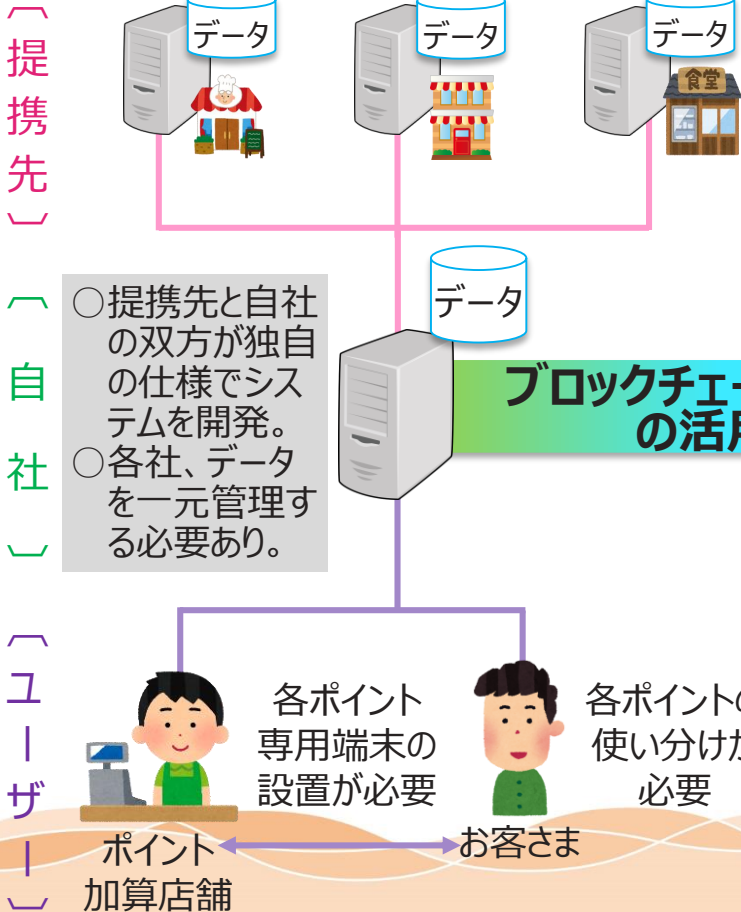 〔提携先〕
データ
データ
データ
食堂
〔自社〕
○提携先と自社
の双方が独自
の仕様でシス
テムを開発。
○各社、データ
を一元管理す
る必要あり。
データ
ブロックチェー
の活用
〔ユーザー〕
各ポイント
専用端末の
設置が必要
各ポイントの
使い分けが
必要
ポイント
加算店舗
お客さま